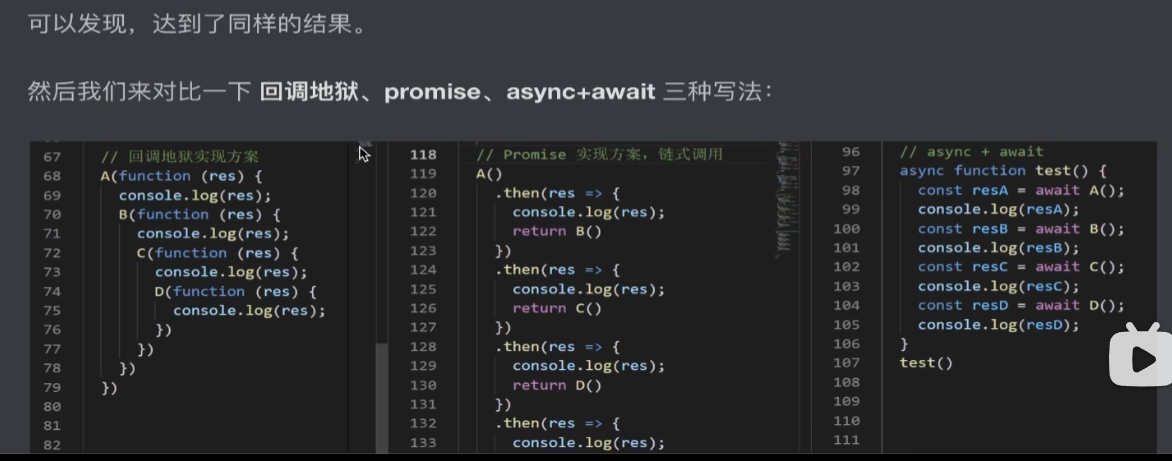 可以发现，达到了同样的结果。
然后我们来对比一下 回调地狱、promise、async+await 三种写法：
67 // 回调地狱实现方案
68 A(function (res) {
69 console.log(res);
70 B(function (res) {
71 console.log(res);
72 C(function (res) {
73 console.log(res);
74 D(function (res) {
75 console.log(res);
76 })
77 })
78 })
79 })
80
81
82
118 // Promise 实现方案，链式调用
119 A()
120 .then(res => {
121 console.log(res);
122 return B()
123 })
124 .then(res => {
125 console.log(res);
126 return C()
127 })
128 .then(res => {
129 console.log(res);
130 return D()
131 })
132 .then(res => {
133 console.log(res);
96 // async + await
97 async function test() {
98 const resA = await A();
99 console.log(resA);
100 const resB = await B();
101 console.log(resB);
102 const resC = await C();
103 console.log(resC);
104 const resD = await D();
105 console.log(resD);
106 }
107 test()
108
109
110
111